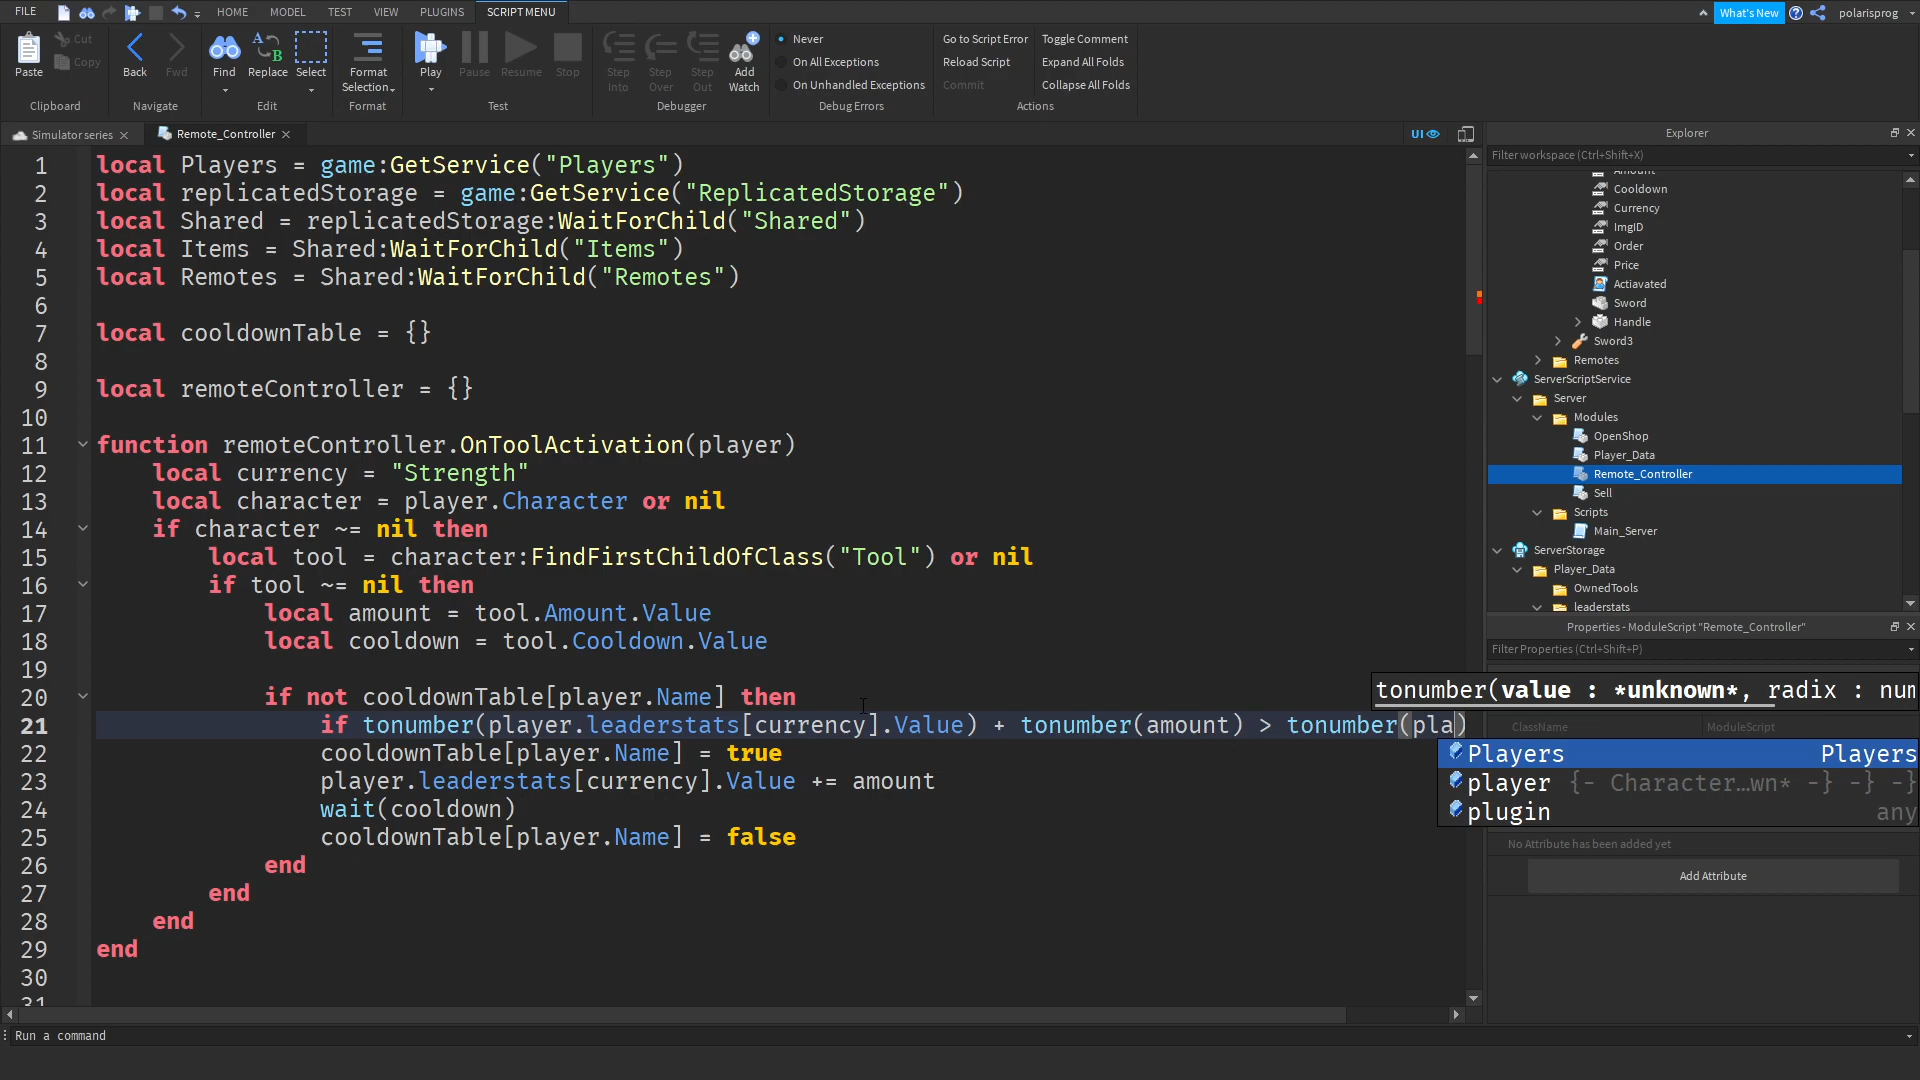 FILE HOME MODEL TEST VIEW PLUGINS SCRIPT MENU What's New polarisprog
Paste Cut Copy Back Fwd Find Replace Select Format Selection Play Pause Resume Stop Step Into Step Over Step Out Add Watch
Never
On All Exceptions
On Unhandled Exceptions
Go to Script Error Toggle Comment
Reload Script Expand All Folds
Commit Collapse All Folds
Clipboard Navigate Edit Format Test Debugger Debug Errors Actions
Simulator series Remote_Controller UI
1 local Players = game:GetService("Players")
2 local replicatedStorage = game:GetService("ReplicatedStorage")
3 local Shared = replicatedStorage:WaitForChild("Shared")
4 local Items = Shared:WaitForChild("Items")
5 local Remotes = Shared:WaitForChild("Remotes")
6
7 local cooldownTable = {}
8
9 local remoteController = {}
10
11 function remoteController.OnToolActivation(player)
12 local currency = "Strength"
13 local character = player.Character or nil
14 if character ~= nil then
15 local tool = character:FindFirstChildOfClass("Tool") or nil
16 if tool ~= nil then
17 local amount = tool.Amount.Value
18 local cooldown = tool.Cooldown.Value
19
20 if not cooldownTable[player.Name] then
21 if tonumber(player.leaderstats[currency].Value) + tonumber(amount) > tonumber(pla)
22 cooldownTable[player.Name] = true
23 player.leaderstats[currency].Value += amount
24 wait(cooldown)
25 cooldownTable[player.Name] = false
26 end
27 end
28 end
29 end
30
31
tonumber(value : *unknown*, radix : num
Players Players
player {- Character...wn* -} -} -}
plugin any
Explorer
Filter workspace (Ctrl+Shift+X)
Amount
Cooldown
Currency
ImgID
Order
Price
Actiavated
Sword
Handle
Sword3
Remotes
ServerScriptService
Server
Modules
OpenShop
Player_Data
Remote_Controller
Sell
Scripts
Main_Server
ServerStorage
Player_Data
OwnedTools
leaderstats
Properties - ModuleScript "Remote_Controller"
Filter Properties (Ctrl+Shift+P)
ClassName ModuleScript
No Attribute has been added yet
Add Attribute
Run a command